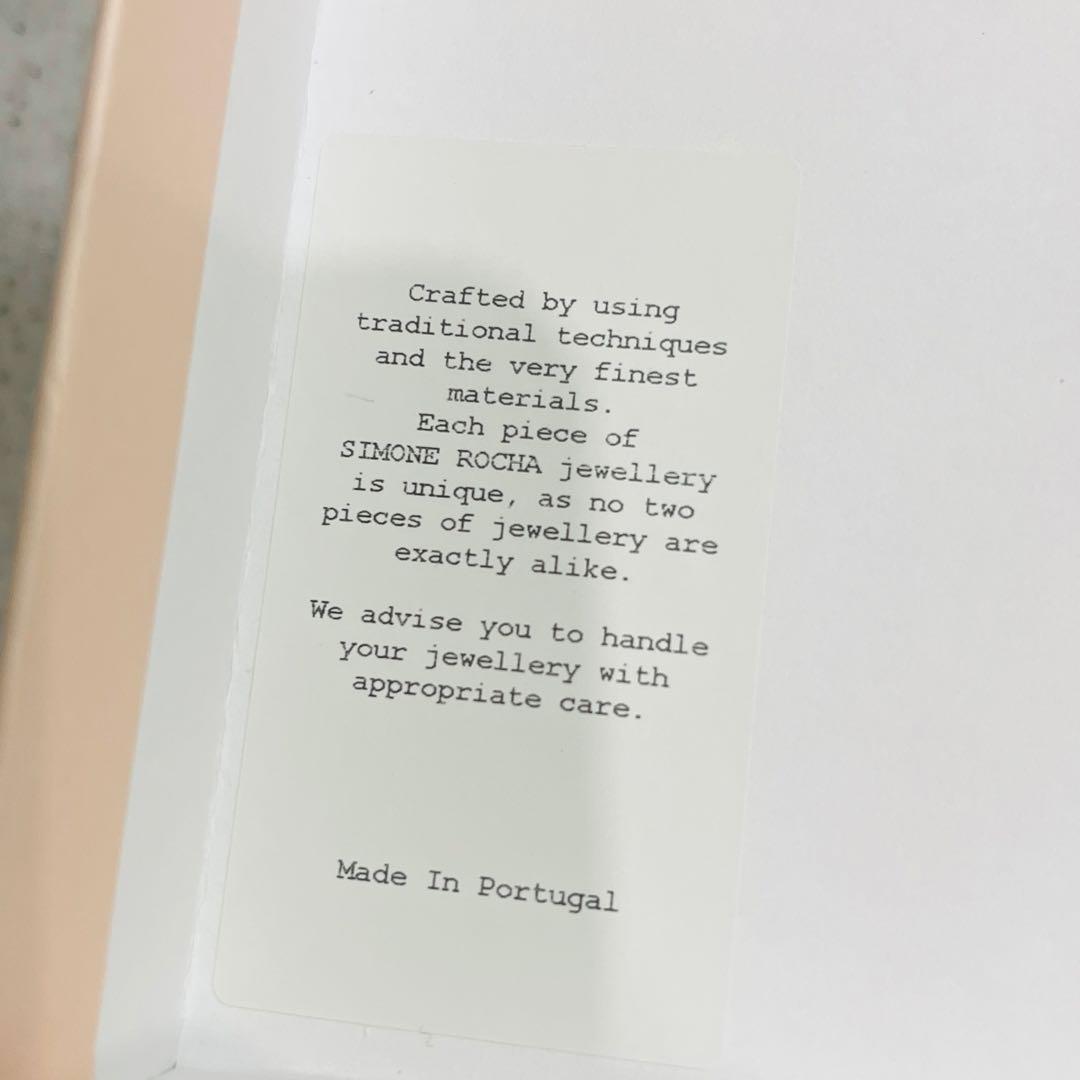 Crafted by using
traditional techniques
and the very finest
materials.
Each piece of
SIMONE ROCHA jewellery
is unique, as no two
pieces of jewellery are
exactly alike.
We advise you to handle
your jewellery with
appropriate care.
Made In Portugal